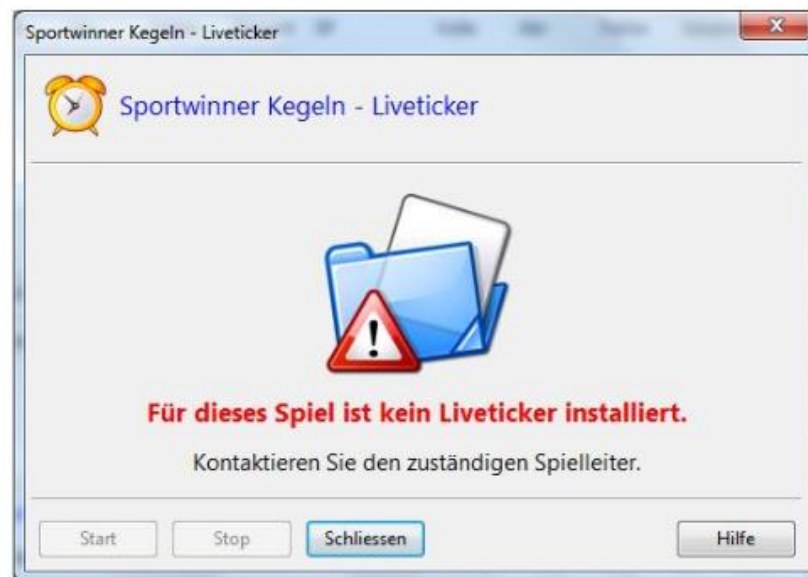 Sportwinner Kegeln - Liveticker
Sportwinner Kegeln - Liveticker
Für dieses Spiel ist kein Liveticker installiert.
Kontaktieren Sie den zuständigen Spielleiter.
Start Stop Schliessen Hilfe